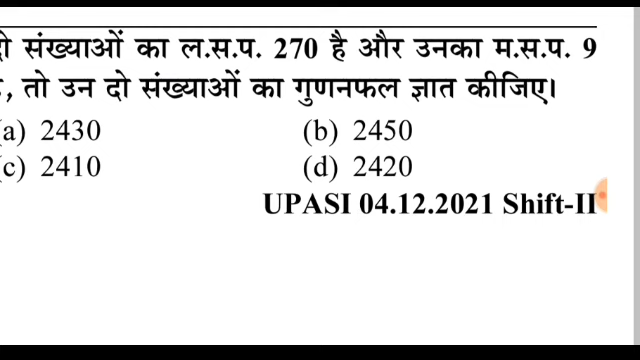 दो संख्याओं का ल.स.प. 270 है और उनका म.स.प. 9
है, तो उन दो संख्याओं का गुणनफल ज्ञात कीजिए।
(a) 2430 (b) 2450
(c) 2410 (d) 2420
UPASI 04.12.2021 Shift-II